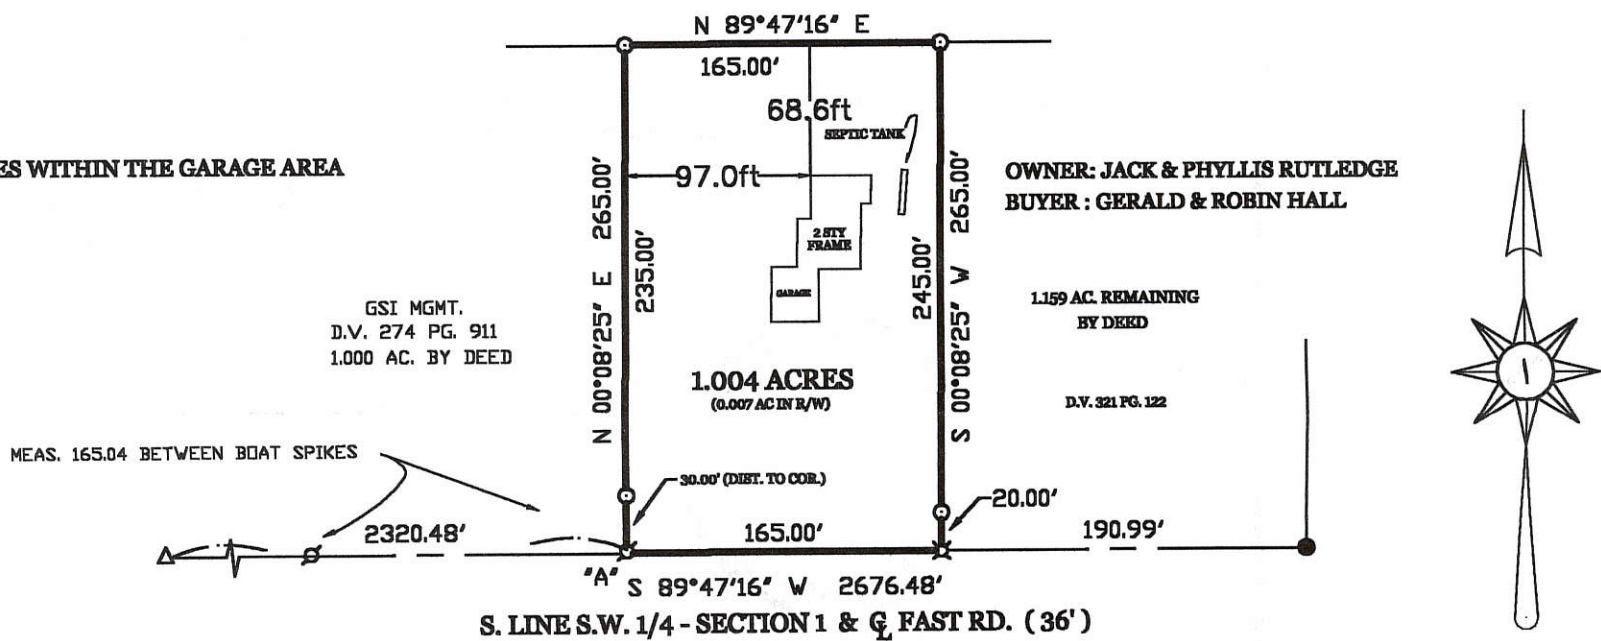 N 89°47'16" E
165.00'
68.6ft
SEPTIC TANK
ES WITHIN THE GARAGE AREA
97.0ft
OWNER: JACK & PHYLLIS RUTLEDGE
BUYER : GERALD & ROBIN HALL
N 00°08'25" E 265.00'
235.00'
2 STY
FRAME
GARAGE
245.00'
S 00°08'25" W 265.00'
GSI MGMT.
D.V. 274 PG. 911
1.000 AC. BY DEED
1.159 AC. REMAINING
BY DEED
1.004 ACRES
(0.007 AC IN R/W)
D.V. 321 PG. 122
MEAS. 165.04 BETWEEN BOAT SPIKES
30.00' (DIST. TO COR.)
20.00'
2320.48'
165.00'
190.99'
"A"
S 89°47'16" W 2676.48'
S. LINE S.W. 1/4 - SECTION 1 & ℄ FAST RD. ( 36' )